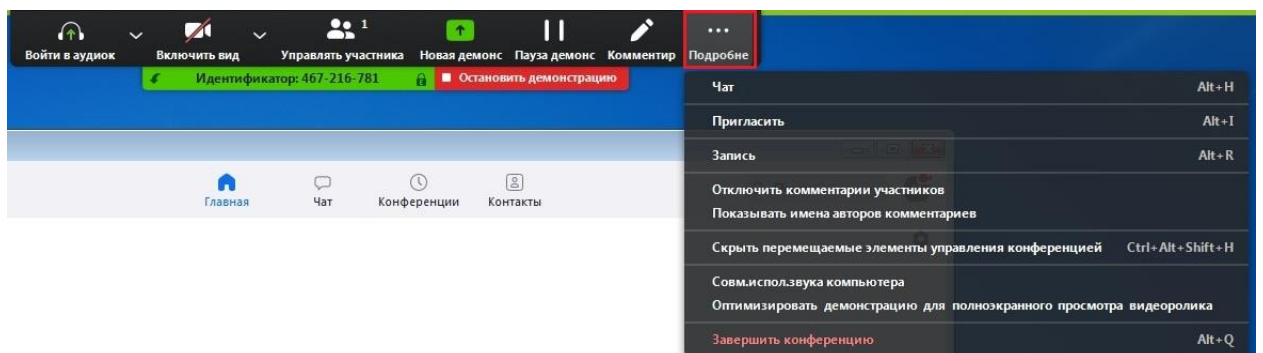 1
Войти в аудиок Включить вид Управлять участника Новая демонс Пауза демонс Комментир Подробне
Идентификатор: 467-216-781 Остановить демонстрацию
Чат Alt+H
Пригласить Alt+I
Запись Alt+R
Отключить комментарии участников
Показывать имена авторов комментариев
Скрыть перемещаемые элементы управления конференцией Ctrl+Alt+Shift+H
Совм.испол.звука компьютера
Оптимизировать демонстрацию для полноэкранного просмотра видеоролика
Завершить конференцию Alt+Q
Главная Чат Конференции Контакты